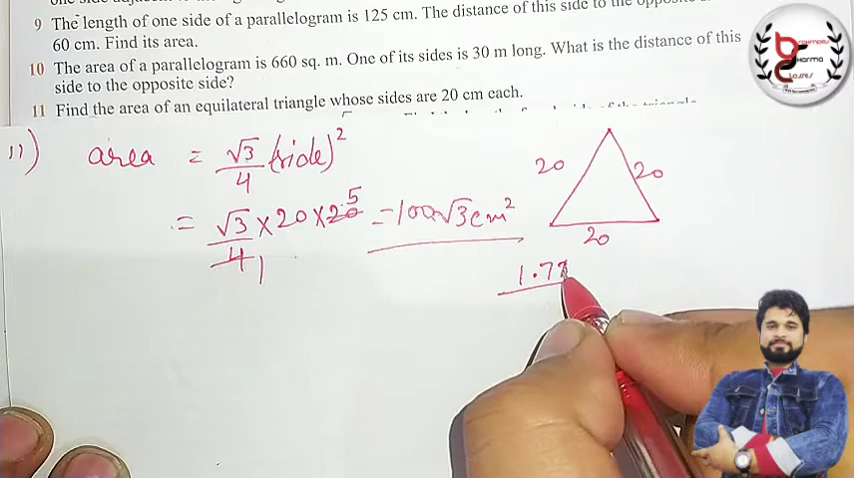 9 The length of one side of a parallelogram is 125 cm. The distance of this side to the
60 cm. Find its area.
10 The area of a parallelogram is 660 sq. m. One of its sides is 30 m long. What is the distance of this
side to the opposite side?
11 Find the area of an equilateral triangle whose sides are 20 cm each.
11) area = √3/4 (side)²
= √3/4 1 × 20 × 20 5 = 100√3 cm²
20 20
20
1.73
Sharma
Classes